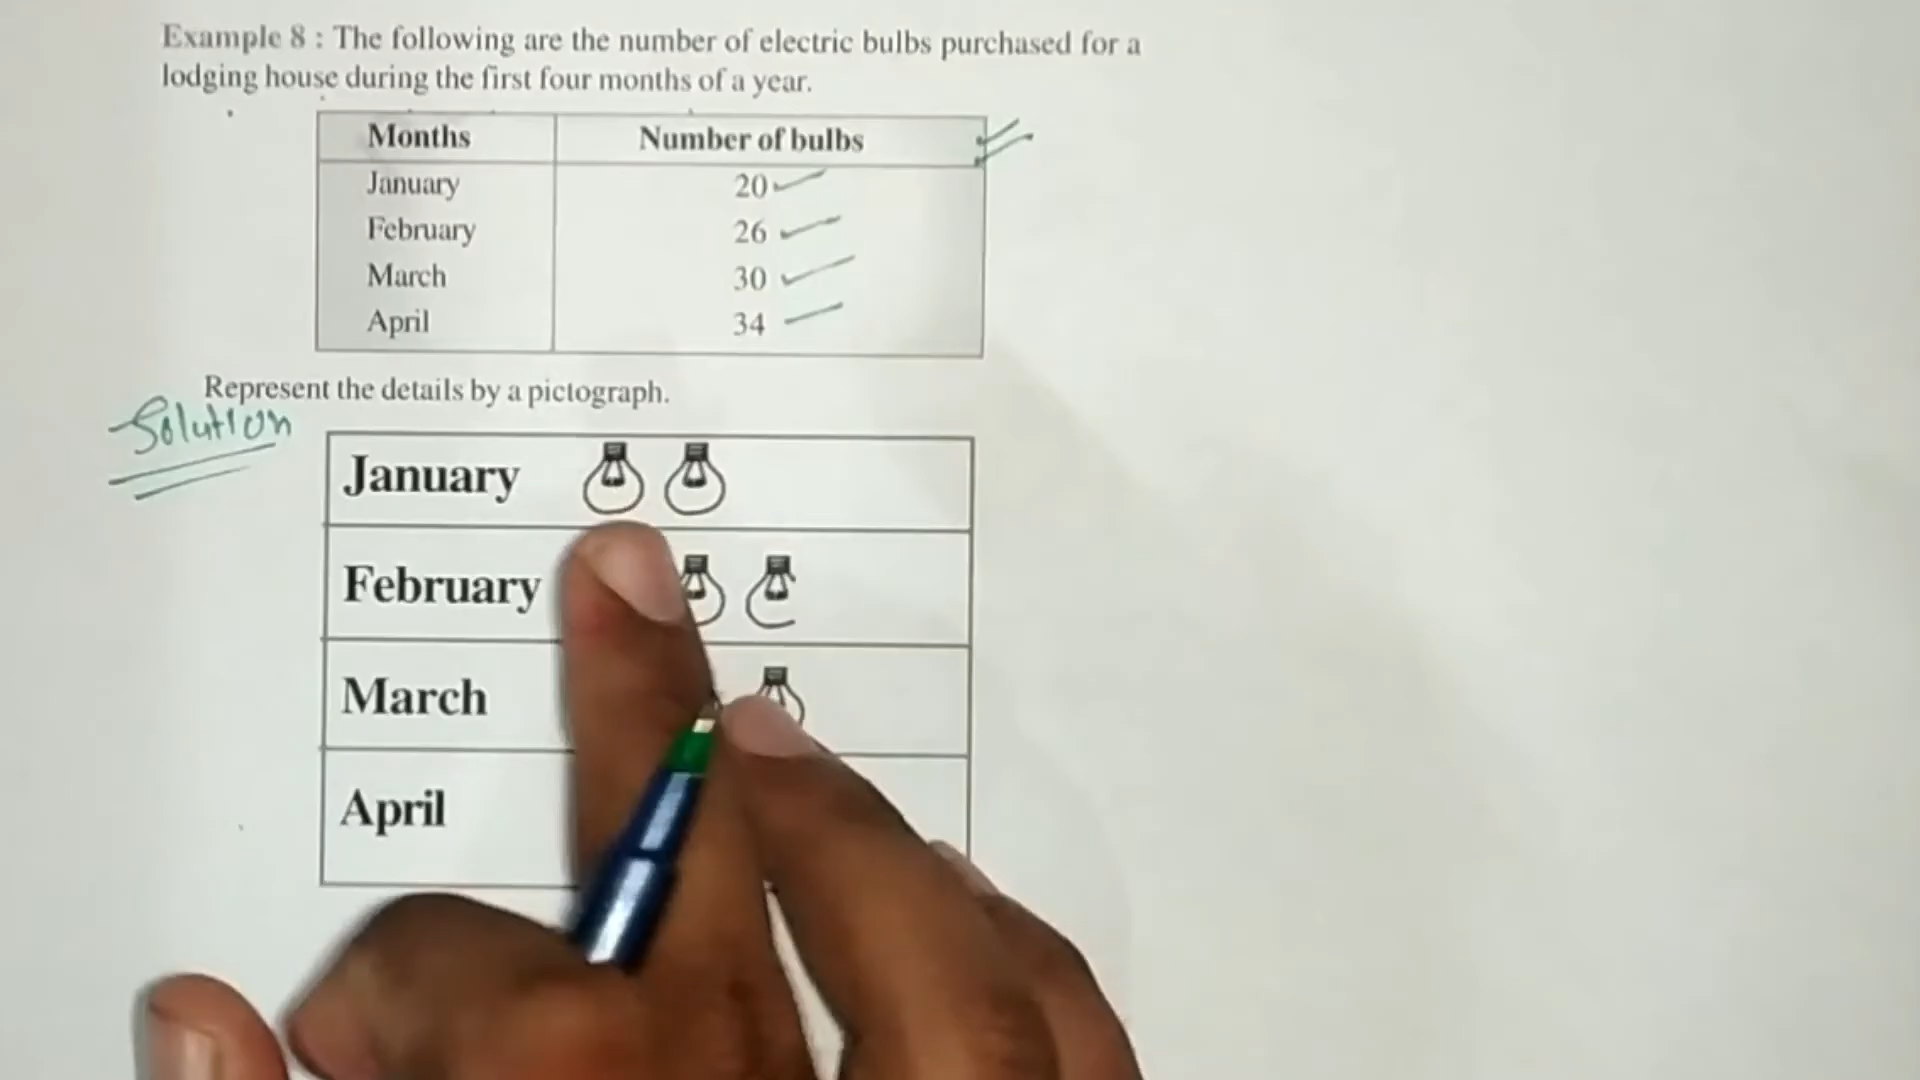 Example 8 : The following are the number of electric bulbs purchased for a
lodging house during the first four months of a year.
Months Number of bulbs
January 20
February 26
March 30
April 34
Represent the details by a pictograph.
Solution
January
February
March
April